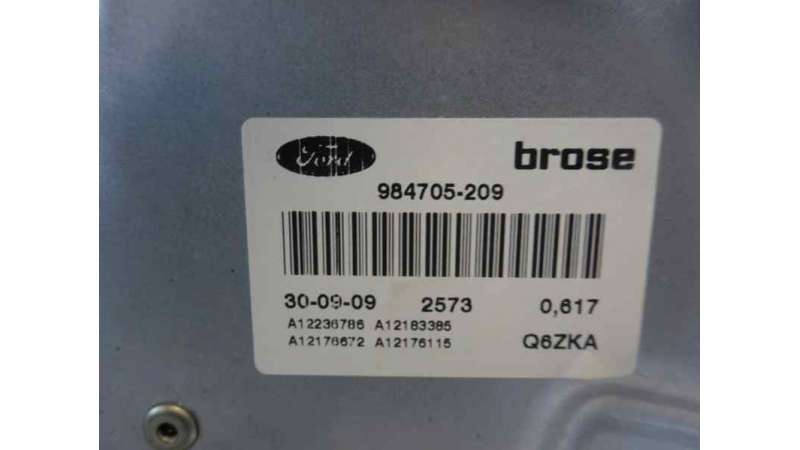 Ford brose
984705-209
30-09-09 2573 0,617
A12236786 A12183385
A12176672 A12176115 Q6ZKA